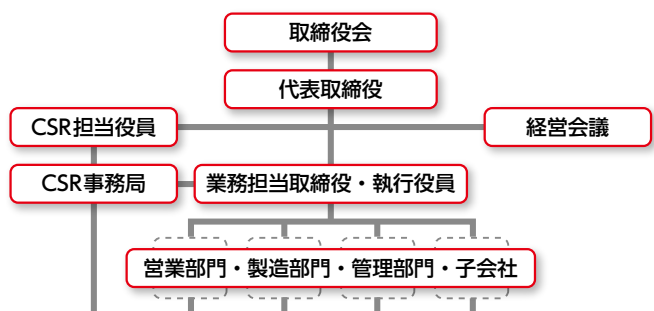 取締役会
代表取締役
CSR担当役員
経営会議
CSR事務局
業務担当取締役・執行役員
営業部門・製造部門・管理部門・子会社